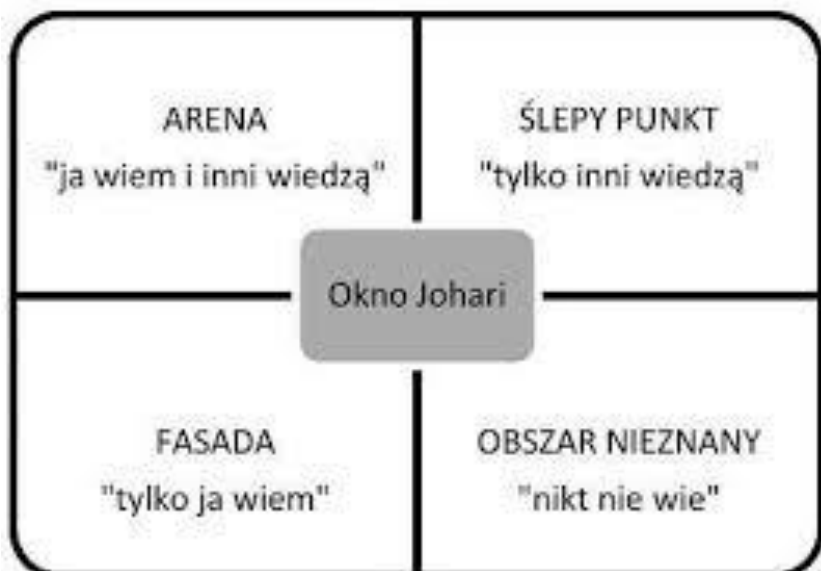 ARENA
"ja wiem i inni wiedzą"
ŚLEPY PUNKT
"tylko inni wiedzą"
Okno Johari
FASADA
"tylko ja wiem"
OBSZAR NIEZNANY
"nikt nie wie"